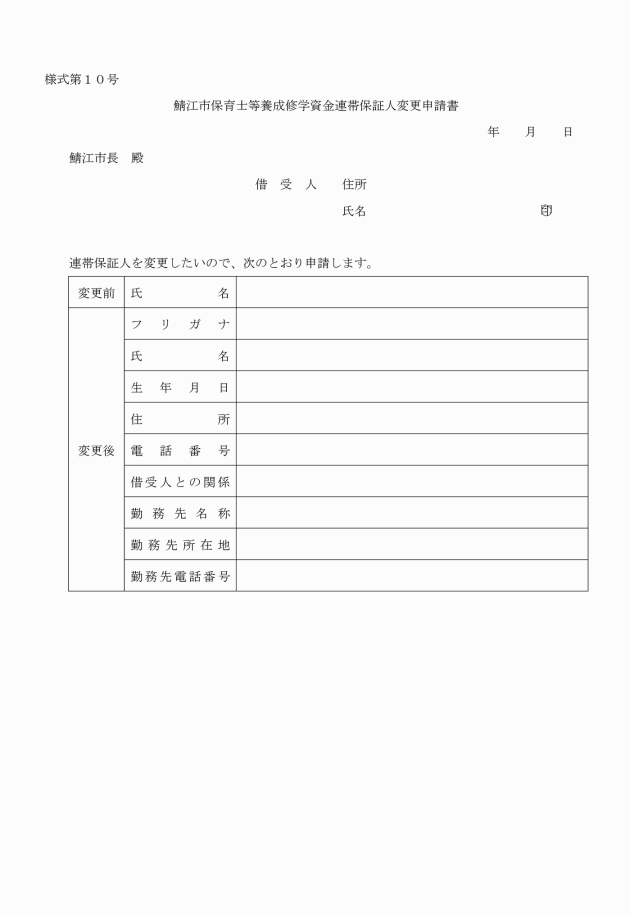 様式第１０号
鯖江市保育士等養成修学資金連帯保証人変更申請書
年　　月　　日
鯖江市長　殿
借　受　人　　住所
氏名　　　　　　　　　　　　　　㊞
連帯保証人を変更したいので、次のとおり申請します。
変更前　氏　　　　　　名
フ　リ　ガ　ナ
氏　　　　　　名
生　年　月　日
住　　　　　　所
変更後　電　話　番　号
借受人との関係
勤　務　先　名　称
勤務先所在地
勤務先電話番号